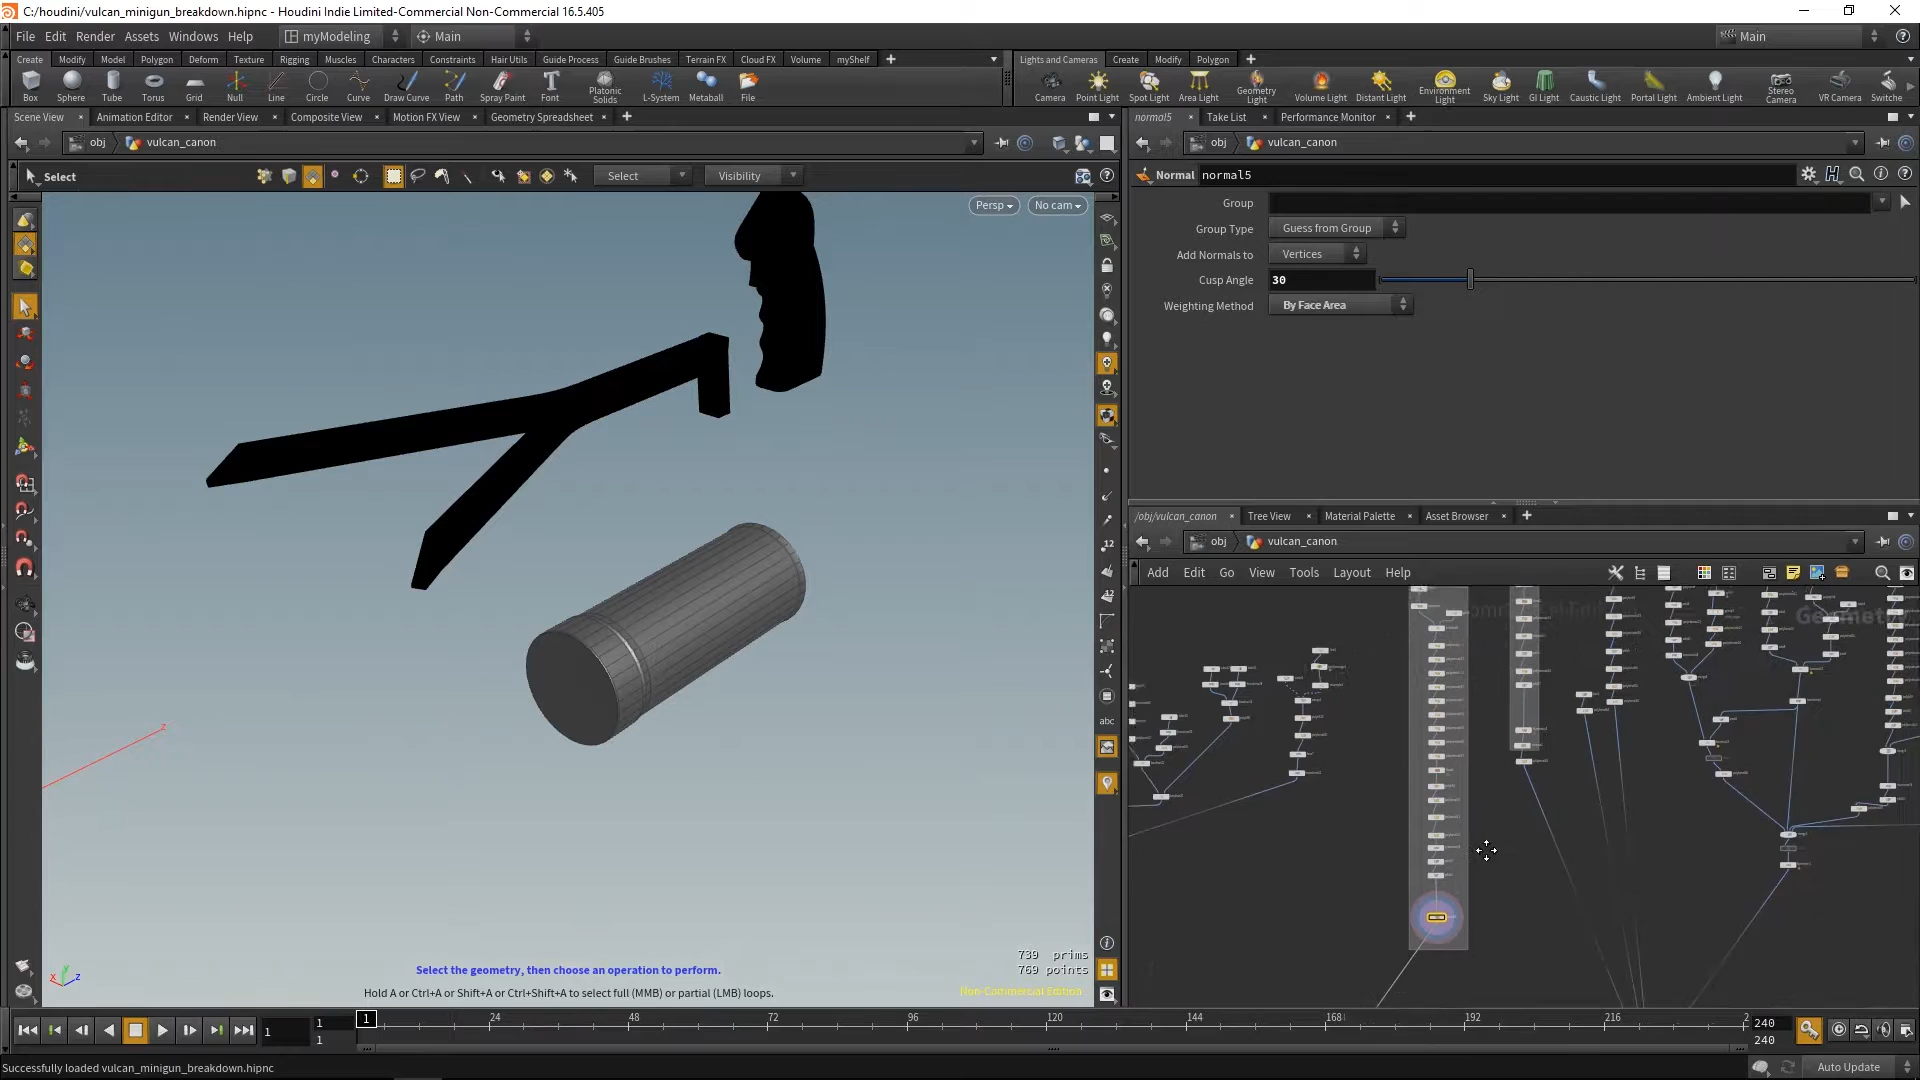 C:/houdini/vulcan_minigun_breakdown.hipnc - Houdini Indie Limited-Commercial Non-Commercial 16.5.405
File Edit Render Assets Windows Help myModeling Main Main
Create Modify Model Polygon Deform Texture Rigging Muscles Characters Constraints Hair Utils Guide Process Guide Brushes Terrain FX Cloud FX Volume myShelf
Lights and Cameras Create Modify Polygon
Box Sphere Tube Torus Grid Null Line Circle Curve Draw Curve Path Spray Paint Font Platonic Solids L-System Metaball File
Camera Point Light Spot Light Area Light Geometry Light Volume Light Distant Light Environment Light Sky Light GI Light Caustic Light Portal Light Ambient Light Stereo Camera VR Camera Switche
Scene View Animation Editor Render View Composite View Motion FX View Geometry Spreadsheet
normal5 Take List Performance Monitor
obj vulcan_canon
obj vulcan_canon
Select Select Visibility
Normal normal5
Persp No cam
Group
Group Type Guess from Group
Add Normals to Vertices
Cusp Angle 30
Weighting Method By Face Area
/obj/vulcan_canon Tree View Material Palette Asset Browser
obj vulcan_canon
Add Edit Go View Tools Layout Help
12
12
abc
Z
739 prims
769 points
Select the geometry, then choose an operation to perform.
Hold A or Ctrl+A or Shift+A or Ctrl+Shift+A to select full (MMB) or partial (LMB) loops.
Non-Commercial Edition
x y z
1 1 1 1 24 48 72 96 120 144 168 192 216 2 240 240
Successfully loaded vulcan_minigun_breakdown.hipnc
Auto Update